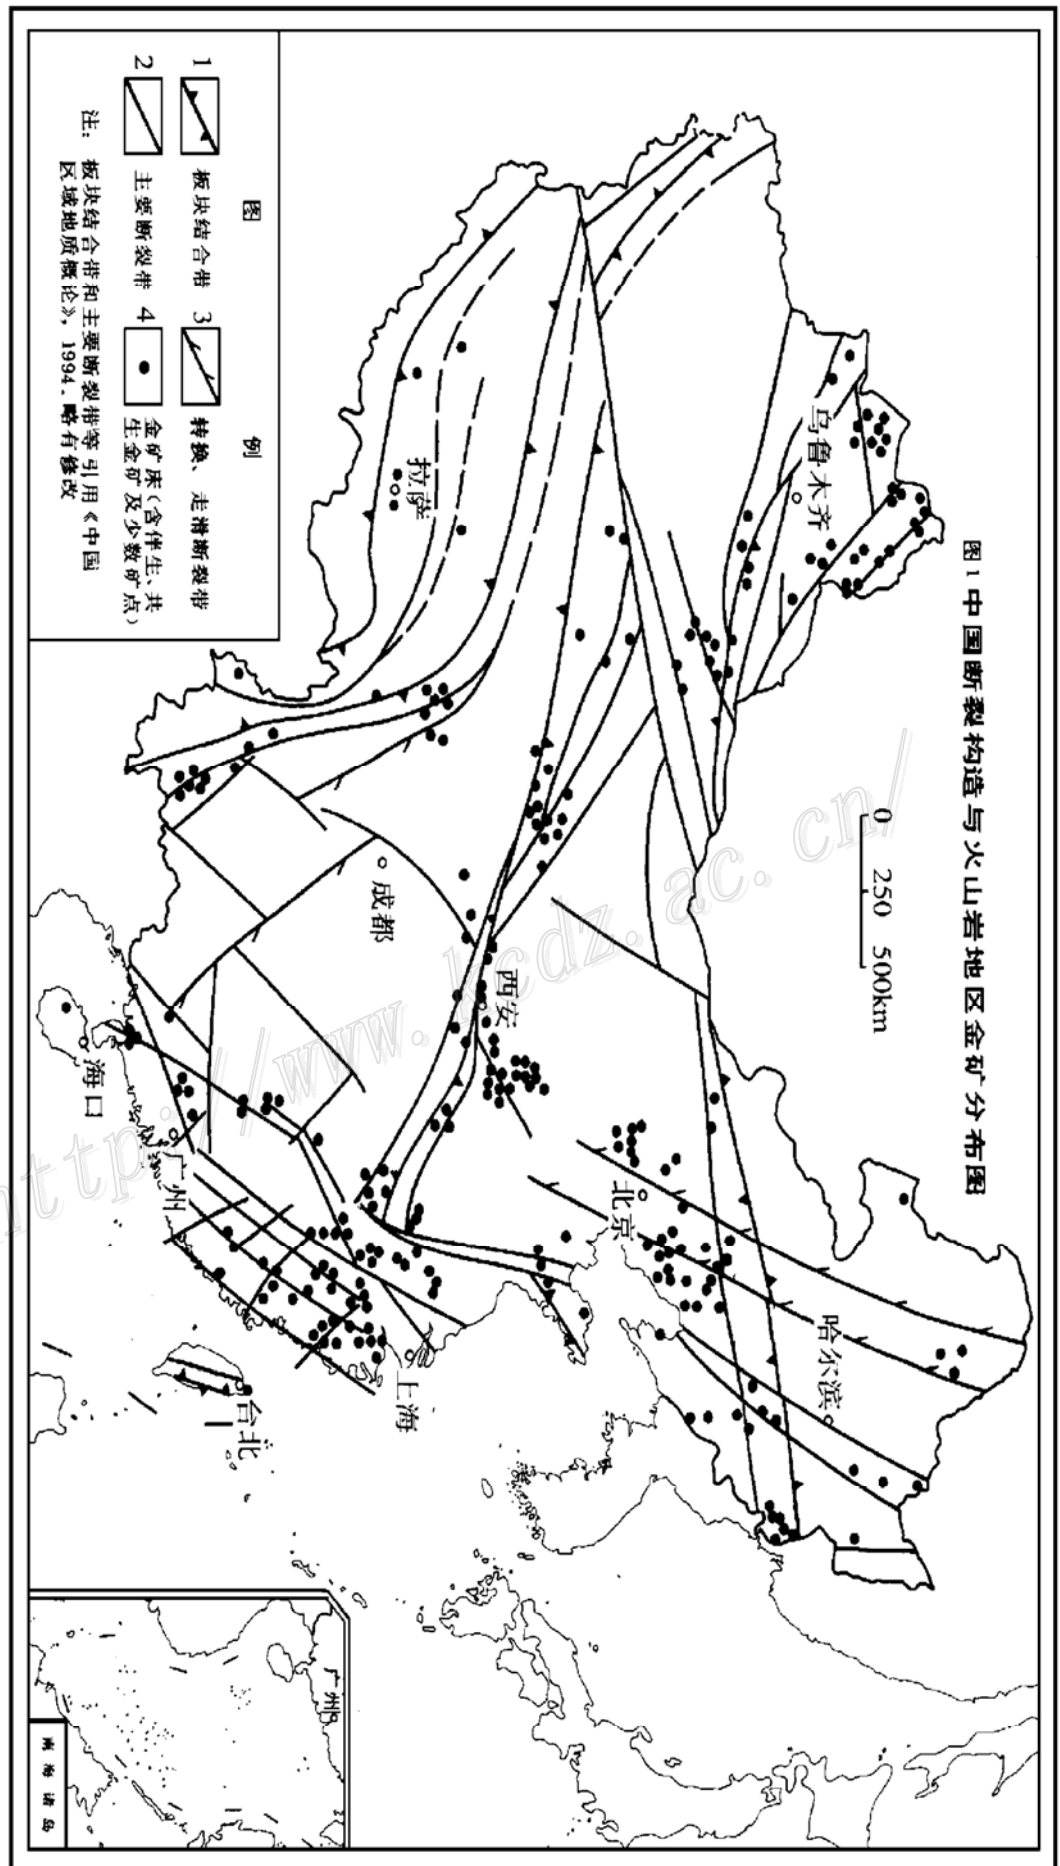 图1 中国断裂构造与火山岩地区金矿分布图
0 250 500km
乌鲁木齐
哈尔滨
北京
拉萨
西安
成都
上海
台北
广州
海口
图 例
1 板块结合带
3 转换、走滑断裂带
2 主要断裂带
4 金矿床(含伴生、共
生金矿及少数矿点)
注: 板块结合带和主要断裂带等引用《中国
区域地质概论》, 1994. 略有修改
广州
南海诸岛
http://www.kcdz.ac.cn/